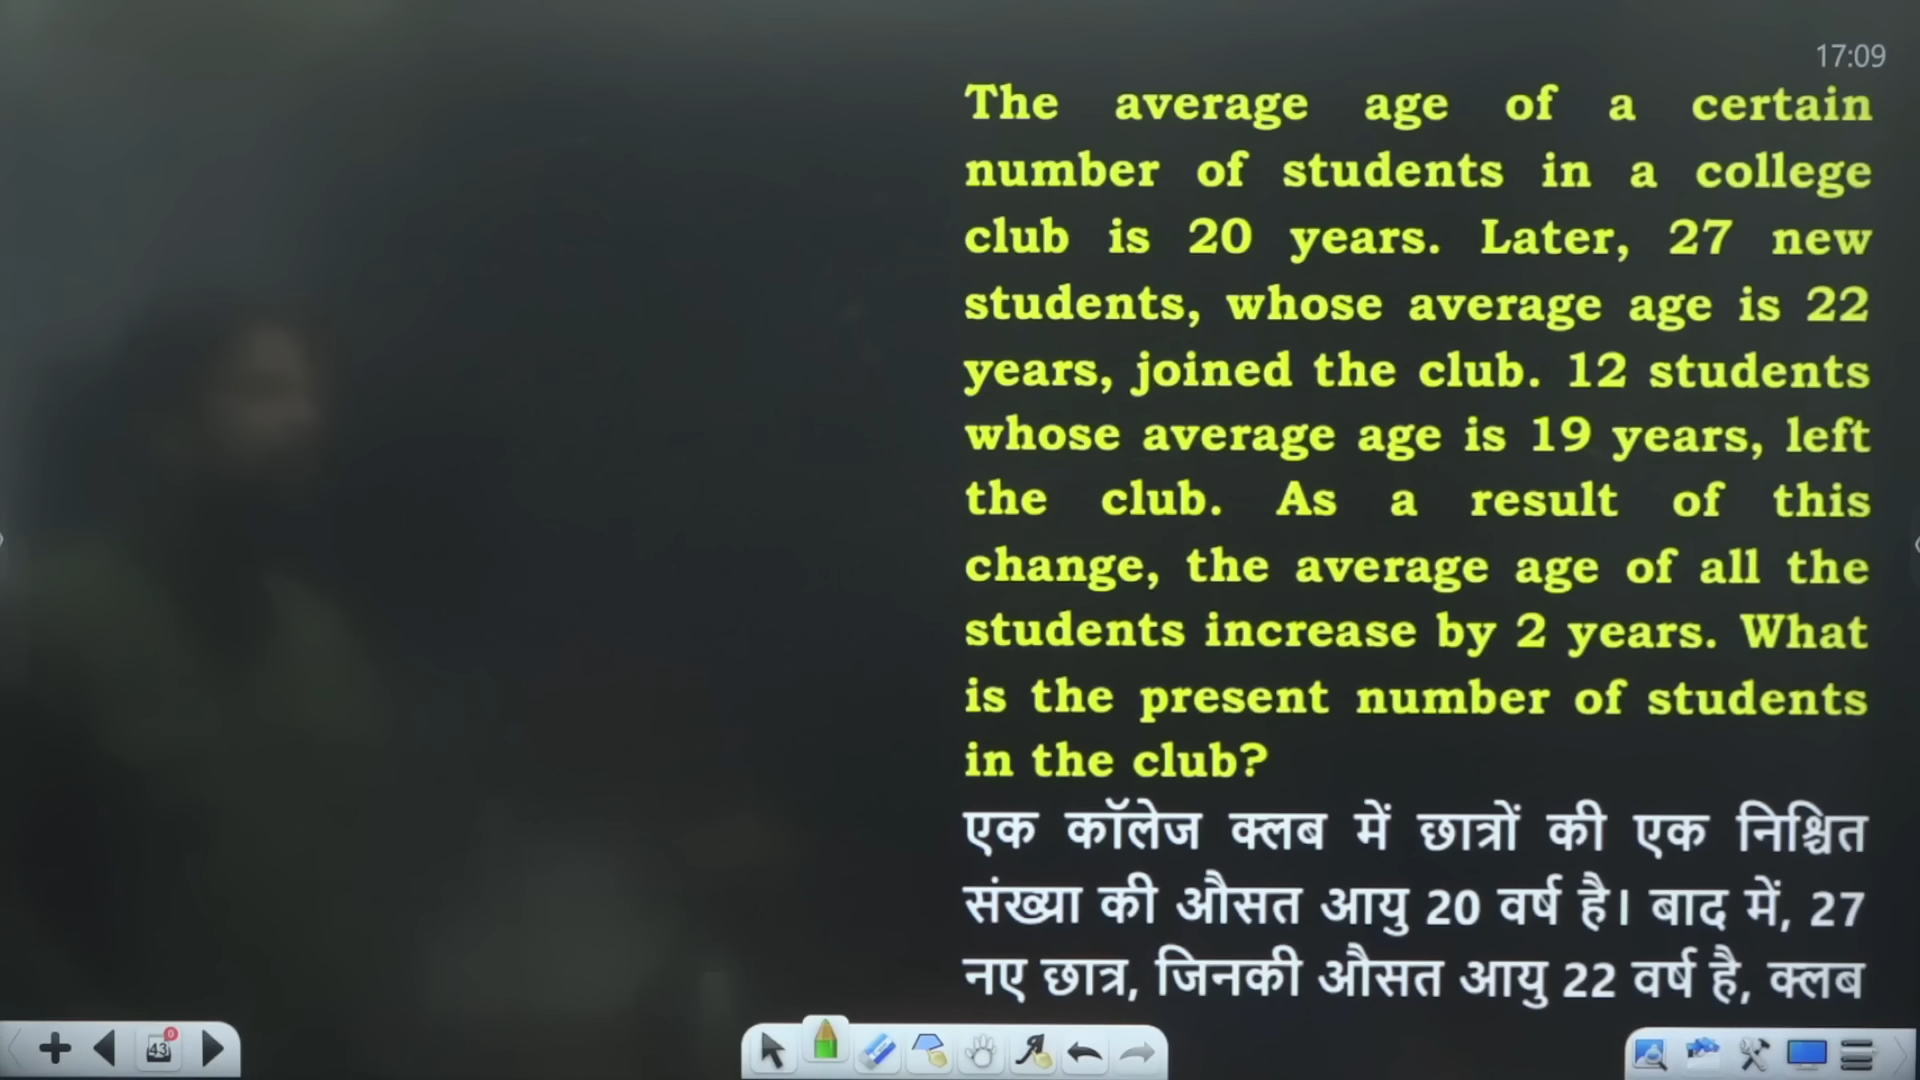 17:09
The average age of a certain
number of students in a college
club is 20 years. Later, 27 new
students, whose average age is 22
years, joined the club. 12 students
whose average age is 19 years, left
the club. As a result of this
change, the average age of all the
students increase by 2 years. What
is the present number of students
in the club?
एक कॉलेज क्लब में छात्रों की एक निश्चित
संख्या की औसत आयु 20 वर्ष है। बाद में, 27
नए छात्र, जिनकी औसत आयु 22 वर्ष है, क्लब
43
0